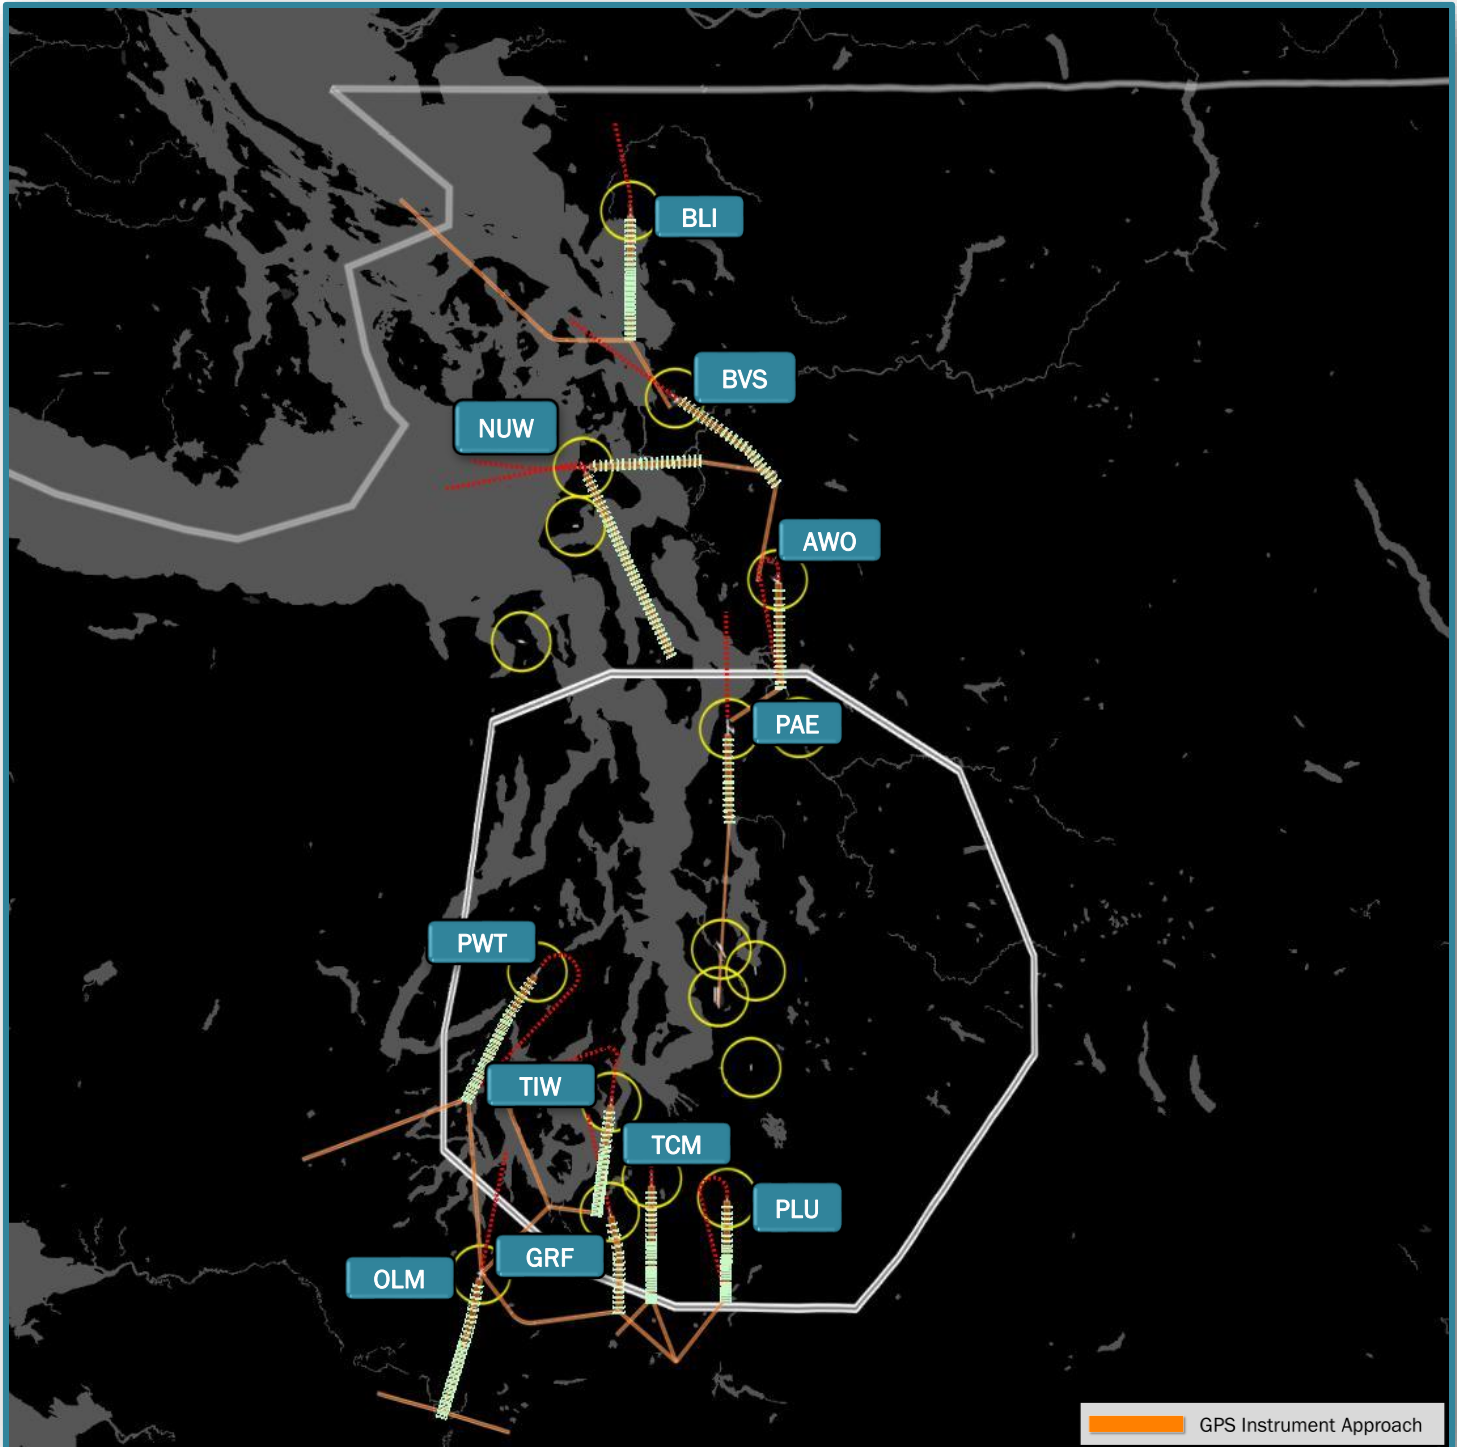 BLI
BVS
NUW
AWO
PAE
PWT
TIW
TCM
PLU
GRF
OLM
GPS Instrument Approach